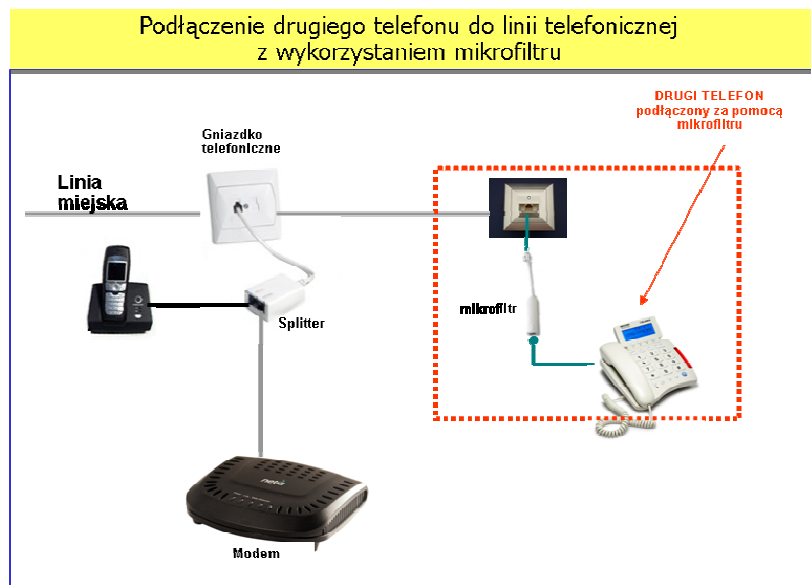 Podłączenie drugiego telefonu do linii telefonicznej
z wykorzystaniem mikrofiltru
DRUGI TELEFON
podłączony za pomocą
mikrofiltru
Gniazdko
telefoniczne
Linia
miejska
mikrofiltr
Splitter
netia
Modem